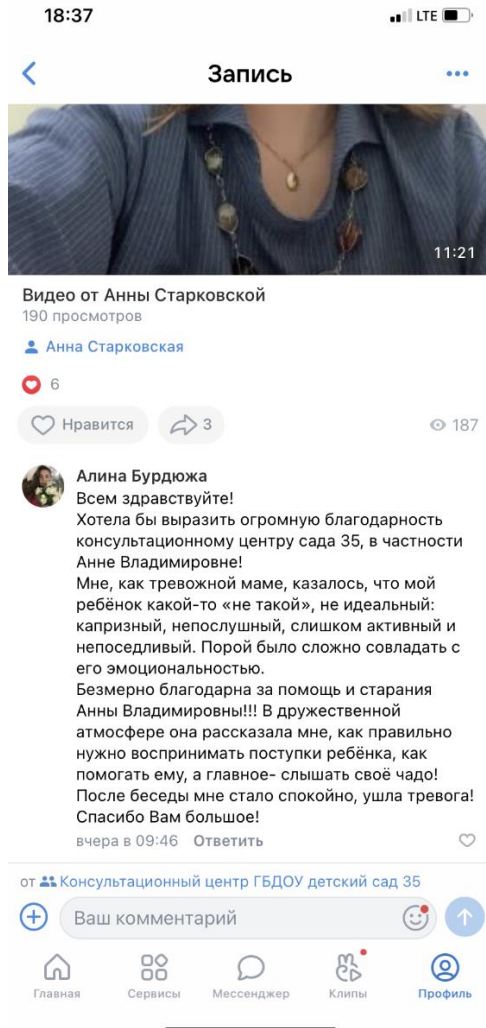 18:37
LTE
Запись
11:21
Видео от Анны Старковской
190 просмотров
Анна Старковская
6
Нравится
3
187
Алина Бурдюжа
Всем здравствуйте!
Хотела бы выразить огромную благодарность
консультационному центру сада 35, в частности
Анне Владимировне!
Мне, как тревожной маме, казалось, что мой
ребёнок какой-то «не такой», не идеальный:
капризный, непослушный, слишком активный и
непоседливый. Порой было сложно совладать с
его эмоциональностью.
Безмерно благодарна за помощь и старания
Анны Владимировны!!! В дружественной
атмосфере она рассказала мне, как правильно
нужно воспринимать поступки ребёнка, как
помогать ему, а главное- слышать своё чадо!
После беседы мне стало спокойно, ушла тревога!
Спасибо Вам большое!
вчера в 09:46 Ответить
от Консультационный центр ГБДОУ детский сад 35
Ваш комментарий
Главная
Сервисы
Мессенджер
Клипы
Профиль